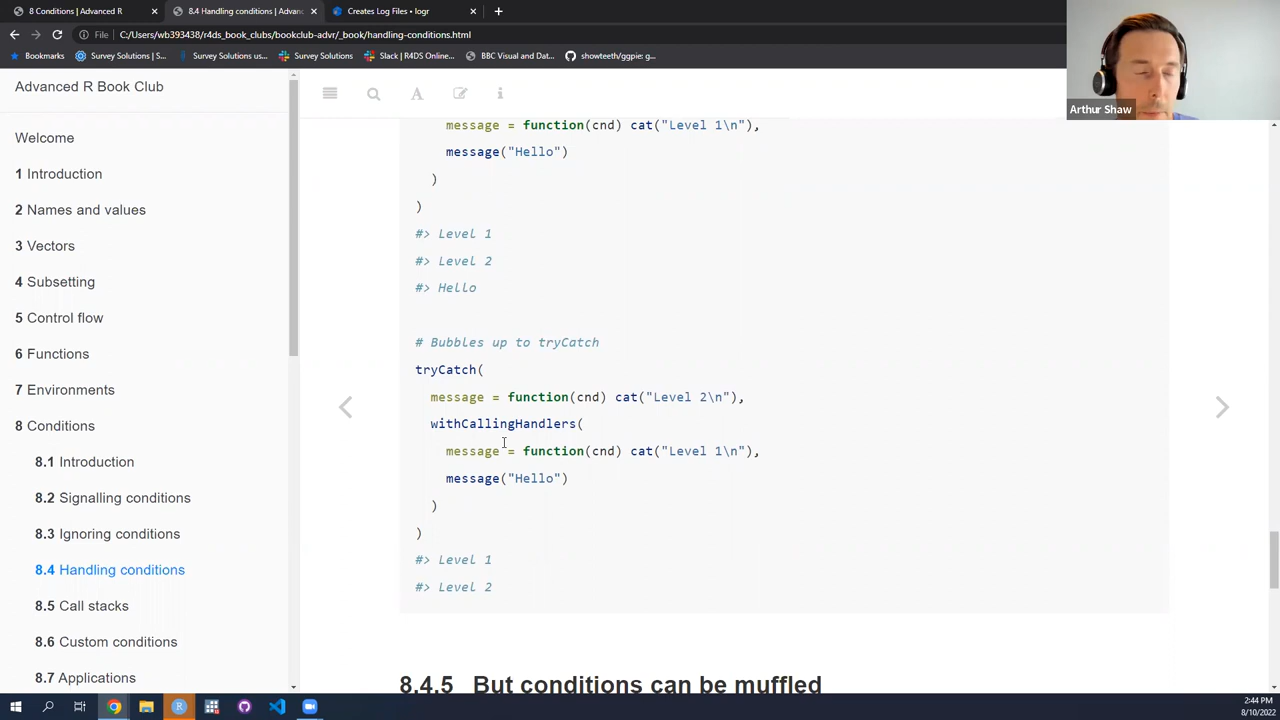 8 Conditions | Advanced R
8.4 Handling conditions | Advanc
Creates Log Files • logr
File
C:/Users/wb393438/r4ds_book_clubs/bookclub-advr/_book/handling-conditions.html
Bookmarks
Survey Solutions | S...
Survey Solutions us...
Survey Solutions
Slack | R4DS Online...
BBC Visual and Dat...
showteeth/ggpie: g...
Arthur Shaw
Advanced R Book Club
Welcome
1 Introduction
2 Names and values
3 Vectors
4 Subsetting
5 Control flow
6 Functions
7 Environments
8 Conditions
8.1 Introduction
8.2 Signalling conditions
8.3 Ignoring conditions
8.4 Handling conditions
8.5 Call stacks
8.6 Custom conditions
8.7 Applications
message = function(cnd) cat("Level 1\n"),
message("Hello")
)
)
#> Level 1
#> Level 2
#> Hello
# Bubbles up to tryCatch
tryCatch(
message = function(cnd) cat("Level 2\n"),
withCallingHandlers(
message = function(cnd) cat("Level 1\n"),
message("Hello")
)
)
#> Level 1
#> Level 2
8.4.5 But conditions can be muffled
2:44 PM
8/10/2022